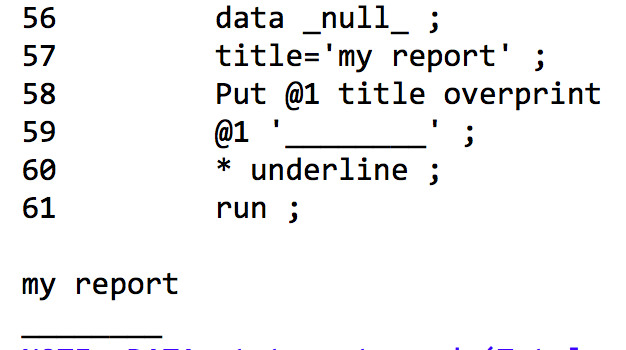 56 data _null_ ;
57 title='my report' ;
58 Put @1 title overprint
59 @1 '________' ;
60 * underline ;
61 run ;
my report
________